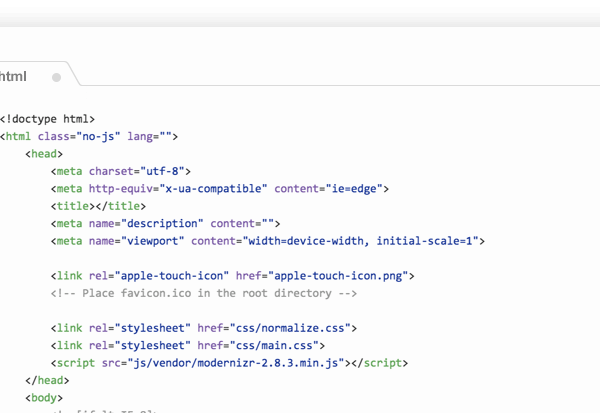 html
<!doctype html>
<html class="no-js" lang="">
<head>
<meta charset="utf-8">
<meta http-equiv="x-ua-compatible" content="ie=edge">
<title></title>
<meta name="description" content="">
<meta name="viewport" content="width=device-width, initial-scale=1">
<link rel="apple-touch-icon" href="apple-touch-icon.png">
<!-- Place favicon.ico in the root directory -->
<link rel="stylesheet" href="css/normalize.css">
<link rel="stylesheet" href="css/main.css">
<script src="js/vendor/modernizr-2.8.3.min.js"></script>
</head>
<body>